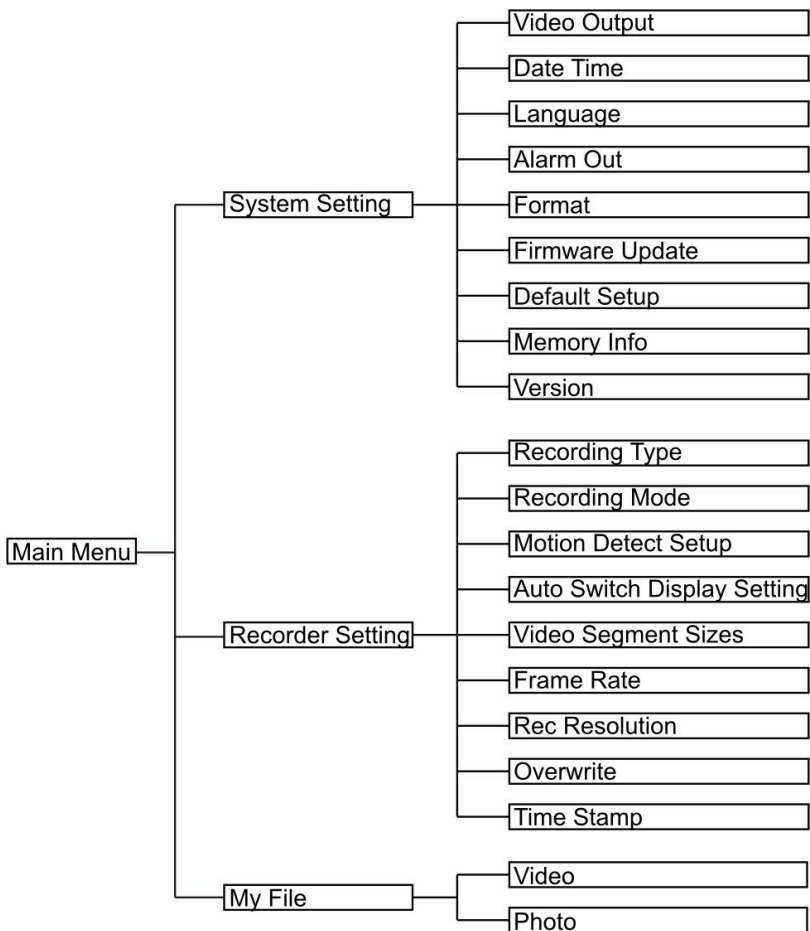 Video Output
Date Time
Language
Alarm Out
System Setting
Format
Firmware Update
Default Setup
Memory Info
Version
Recording Type
Recording Mode
Main Menu
Motion Detect Setup
Auto Switch Display Setting
Recorder Setting
Video Segment Sizes
Frame Rate
Rec Resolution
Overwrite
Time Stamp
My File
Video
Photo